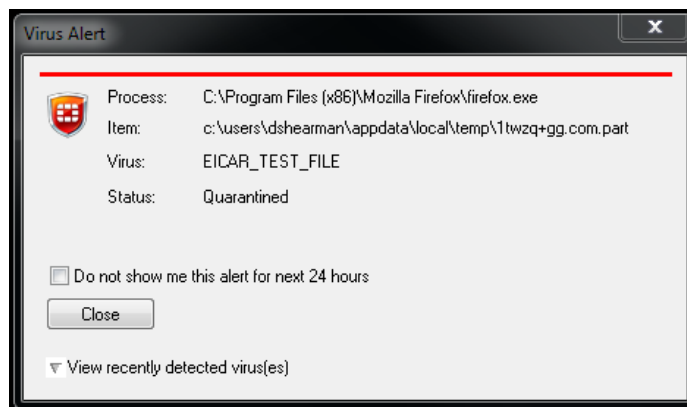 Virus Alert
x
Process: C:\Program Files (x86)\Mozilla Firefox\firefox.exe
Item: c:\users\dshearman\appdata\local\temp\1twzq+gg.com.part
Virus: EICAR_TEST_FILE
Status: Quarantined
Do not show me this alert for next 24 hours
Close
View recently detected virus(es)